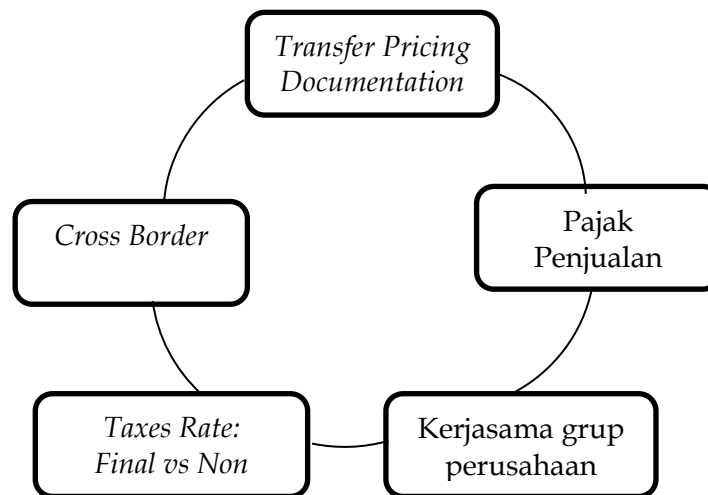 Transfer Pricing
Documentation
Cross Border
Pajak
Penjualan
Taxes Rate:
Final vs Non
Kerjasama grup
perusahaan